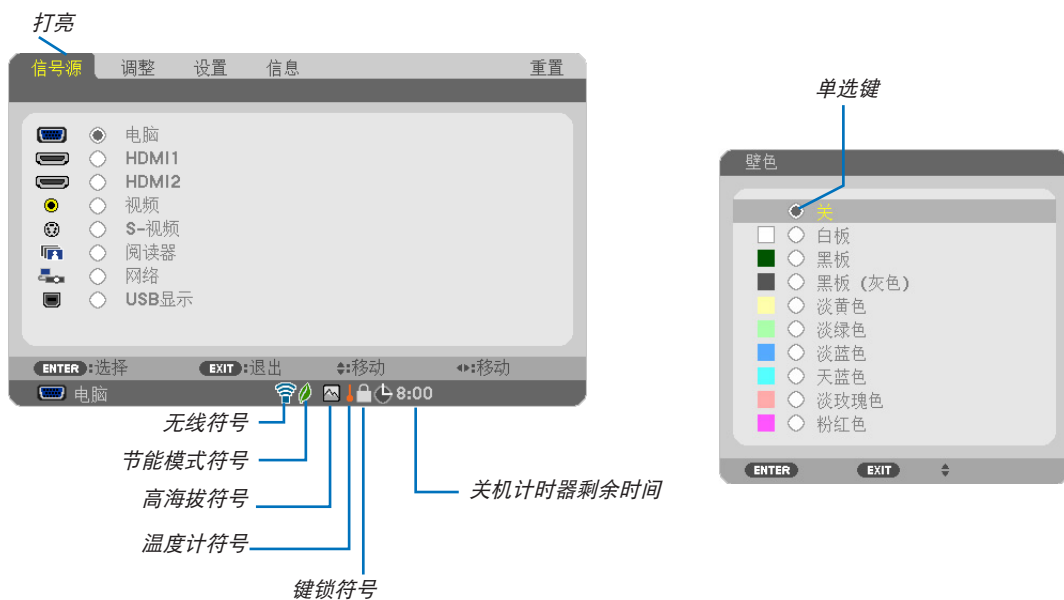 打亮
信号源 调整 设置 信息 重置
电脑
HDMI1
HDMI2
视频
S-视频
阅读器
网络
USB显示
ENTER:选择 EXIT:退出 :移动 :移动
电脑 8:00
无线符号
节能模式符号
高海拔符号
温度计符号
键锁符号
关机计时器剩余时间
单选键
壁色
关
白板
黑板
黑板 (灰色)
淡黄色
淡绿色
淡蓝色
天蓝色
淡玫瑰色
粉红色
ENTER EXIT